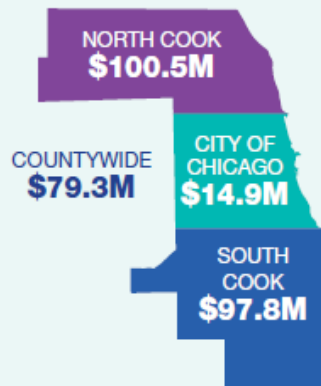 NORTH COOK
$100.5M
COUNTYWIDE
$79.3M
CITY OF
CHICAGO
$14.9M
SOUTH
COOK
$97.8M